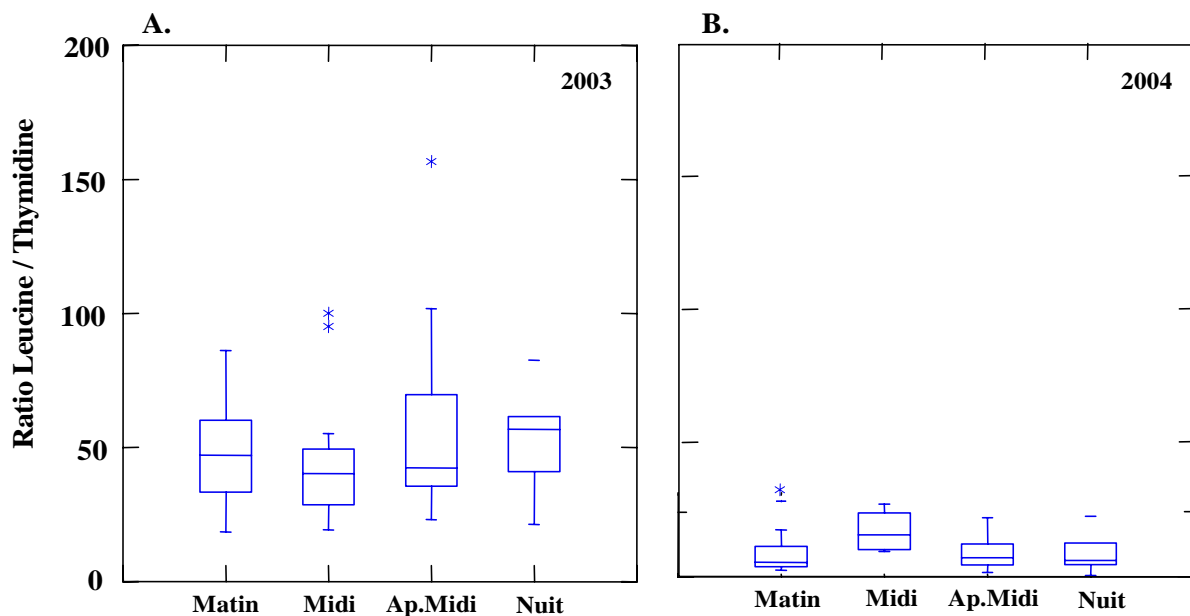 A.
B.
200
2003
2004
150
100
50
0
Ratio Leucine / Thymidine
Matin Midi Ap.Midi Nuit
Matin Midi Ap.Midi Nuit